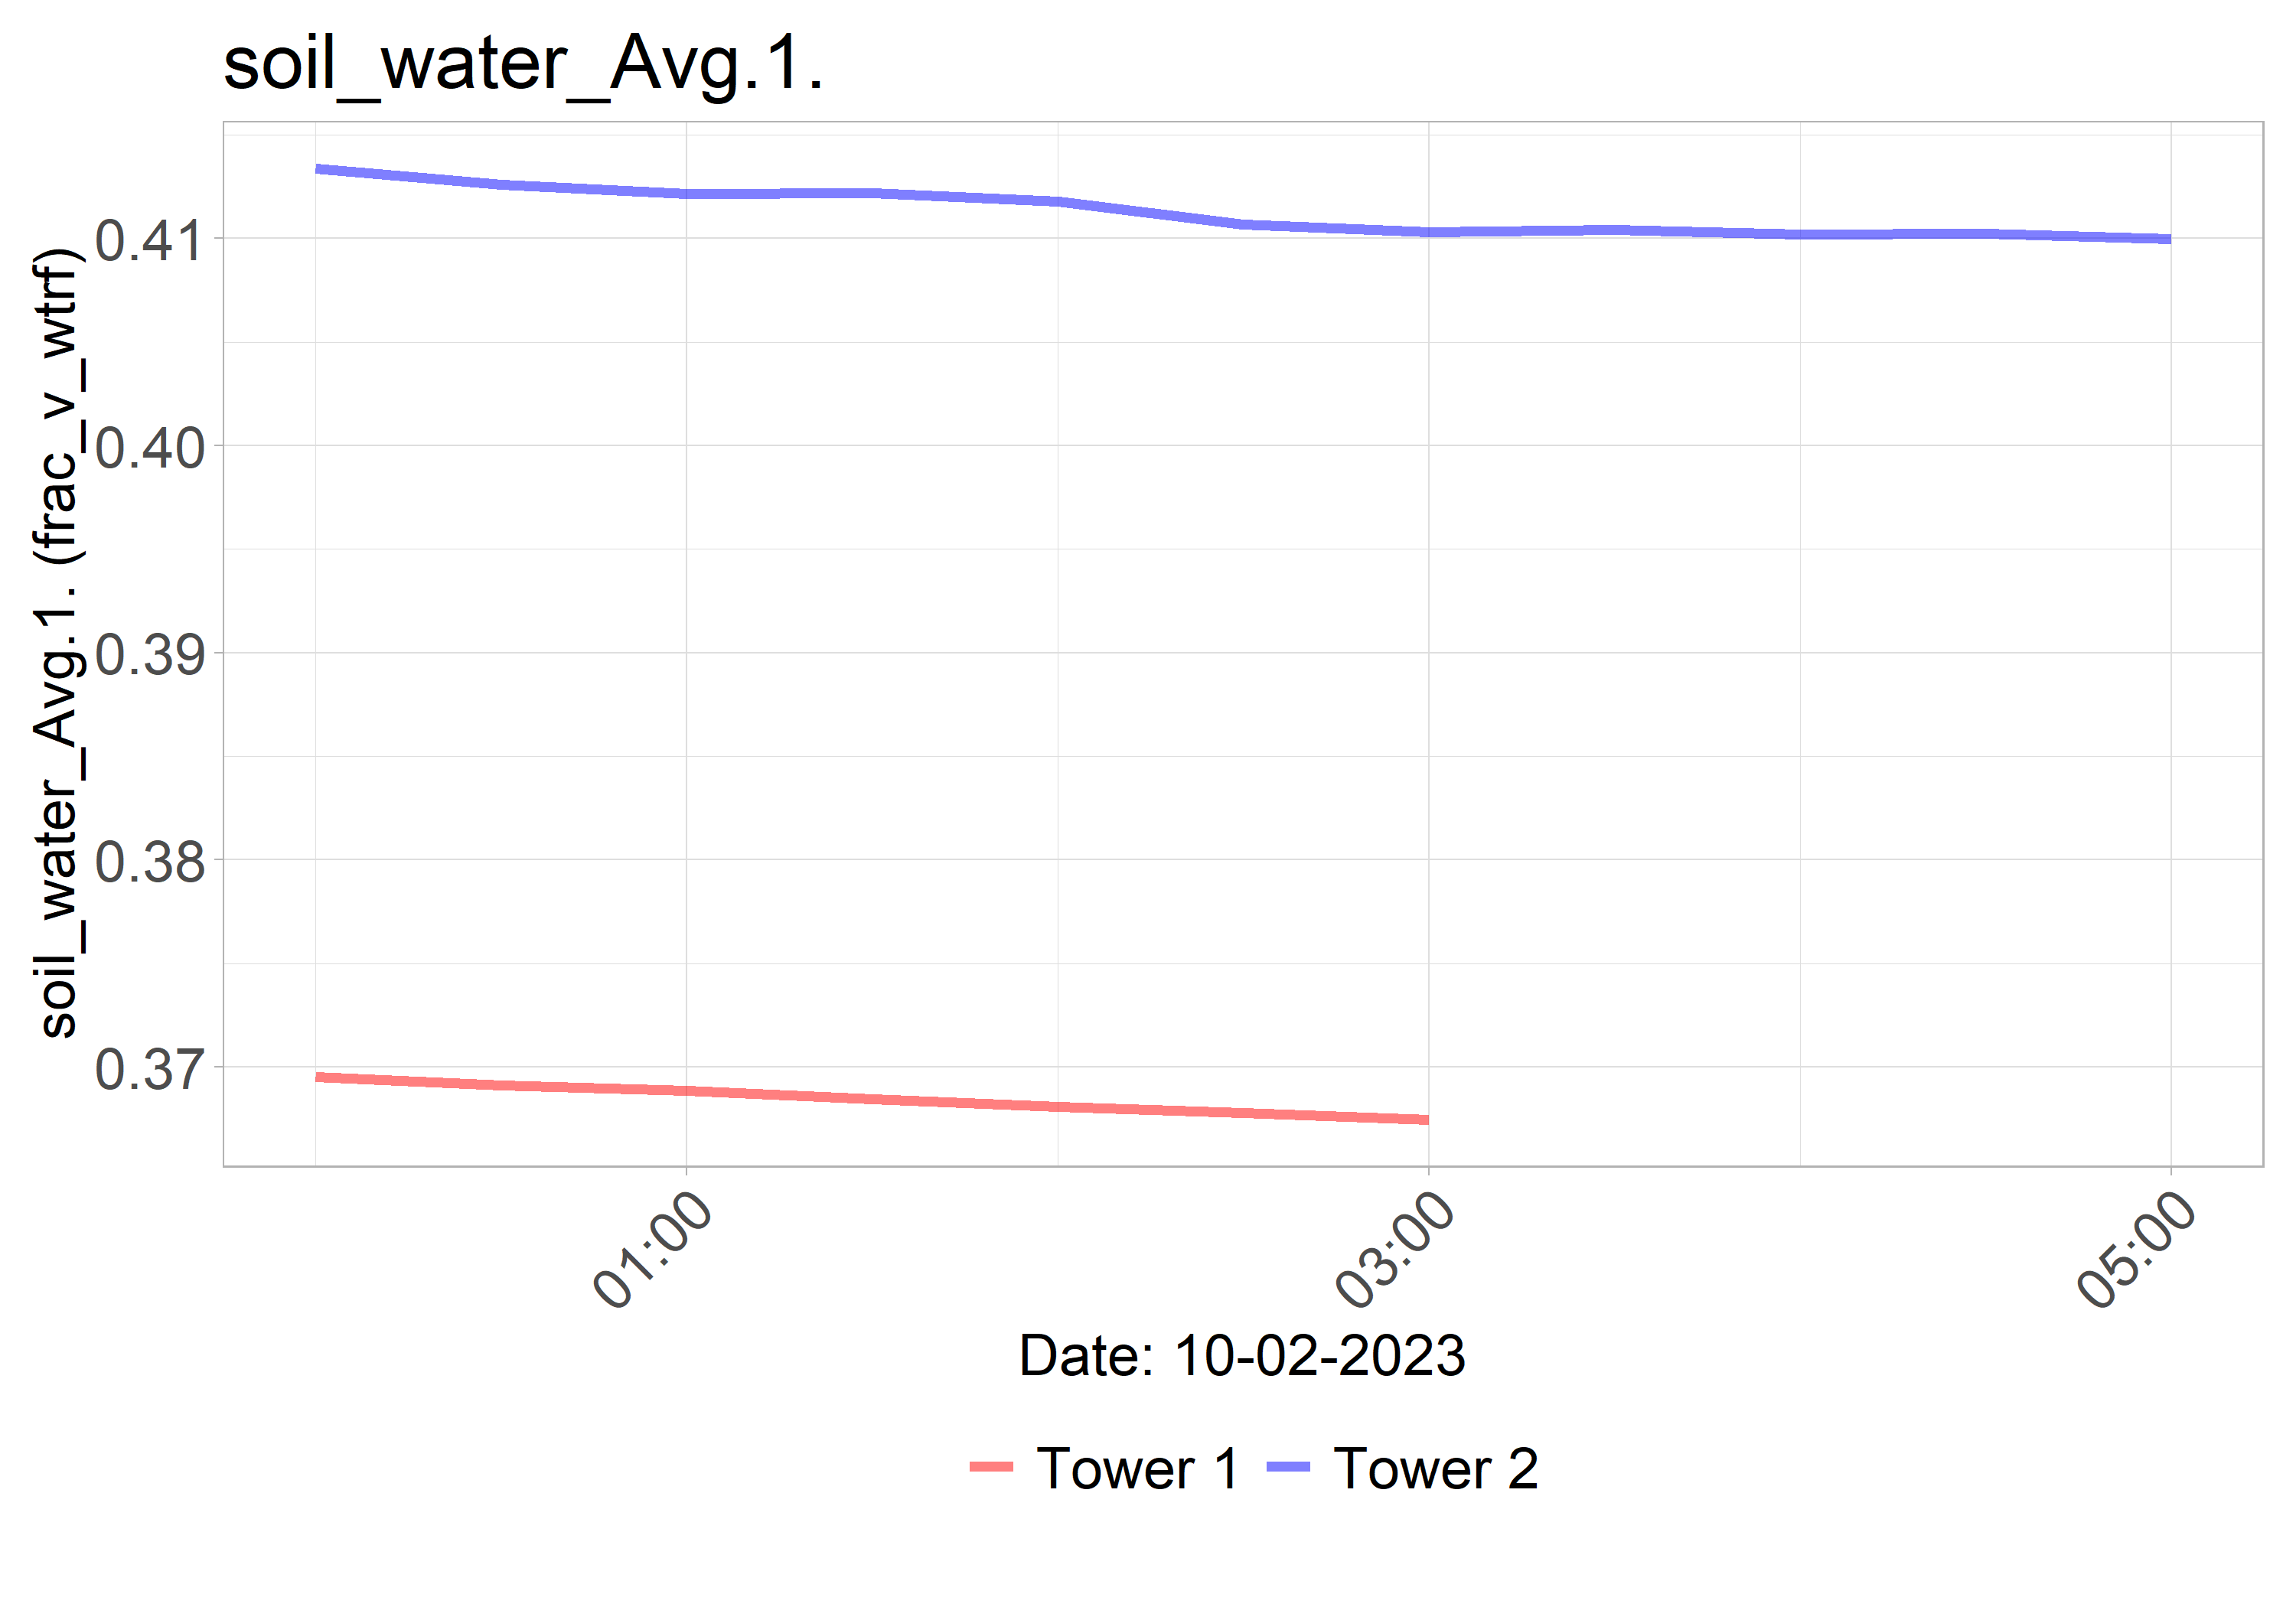 soil_water_Avg.1.
soil_water_Avg.1. (frac_v_wtrf)
0.41
0.40
0.39
0.38
0.37
01:00
03:00
05:00
Date: 10-02-2023
Tower 1
Tower 2